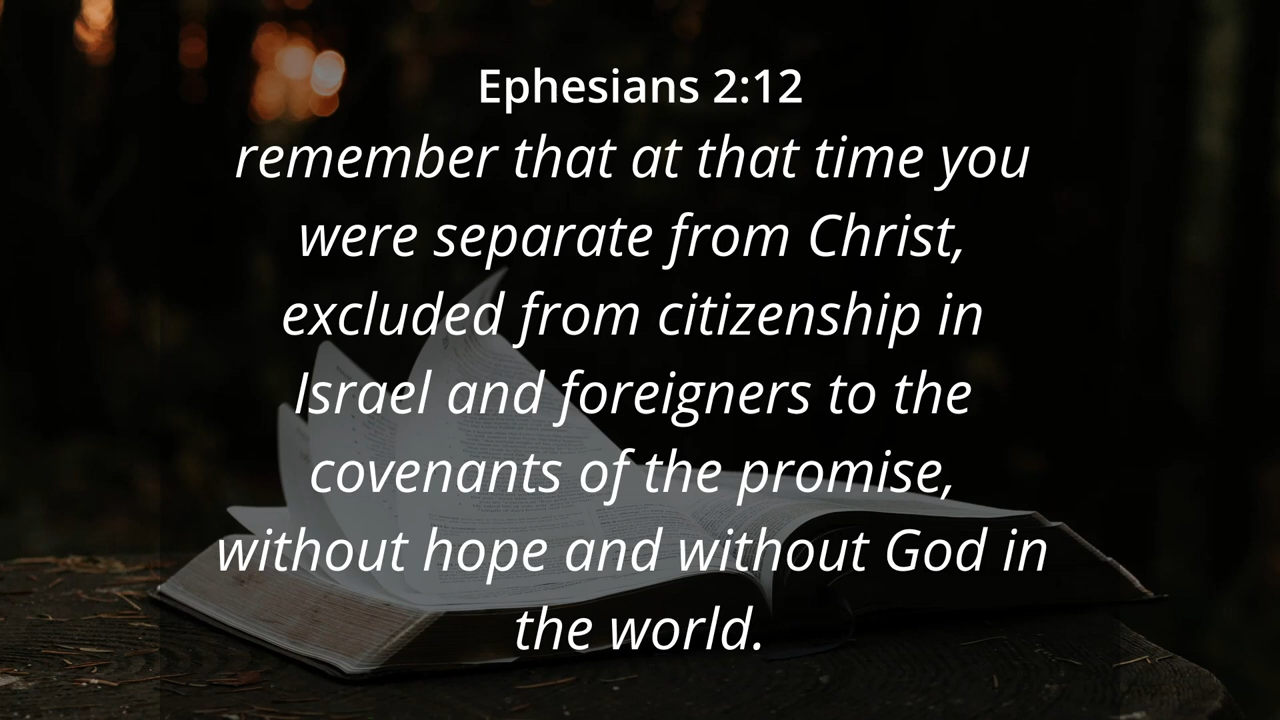 Ephesians 2:12
remember that at that time you
were separate from Christ,
excluded from citizenship in
Israel and foreigners to the
covenants of the promise,
without hope and without God in
the world.